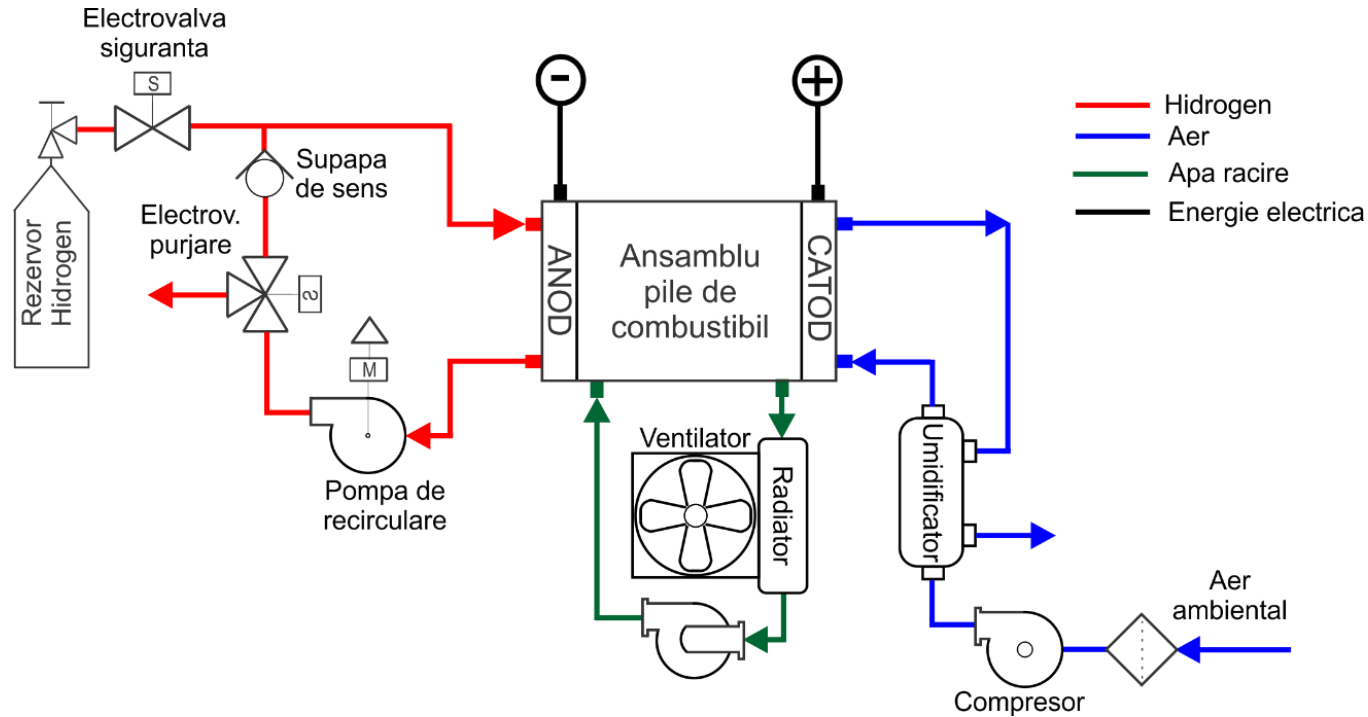 Electrovalva
siguranta
S
Rezervor
Hidrogen
Supapa
de sens
Electrov.
purjare
S
M
Pompa de
recirculare
-
+
ANOD
Ansamblu
pile de
combustibil
CATOD
Ventilator
Radiator
Umidificator
Compresor
Aer
ambiental
Hidrogen
Aer
Apa racire
Energie electrica